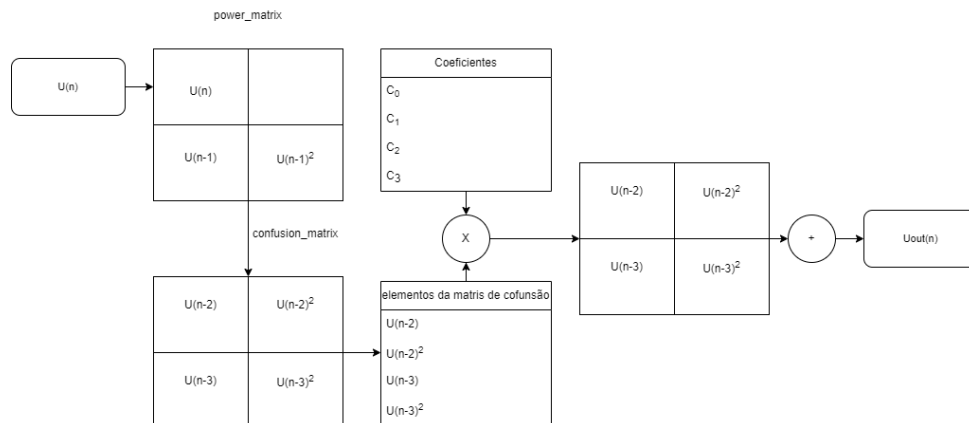 power_matrix
U(n)
U(n)
U(n-1)
U(n-1)²
confusion_matrix
U(n-2)
U(n-2)²
U(n-3)
U(n-3)²
Coeficientes
C₀
C₁
C₂
C₃
X
elementos da matris de cofunsão
U(n-2)
U(n-2)²
U(n-3)
U(n-3)²
U(n-2)
U(n-2)²
U(n-3)
U(n-3)²
+
Uout(n)